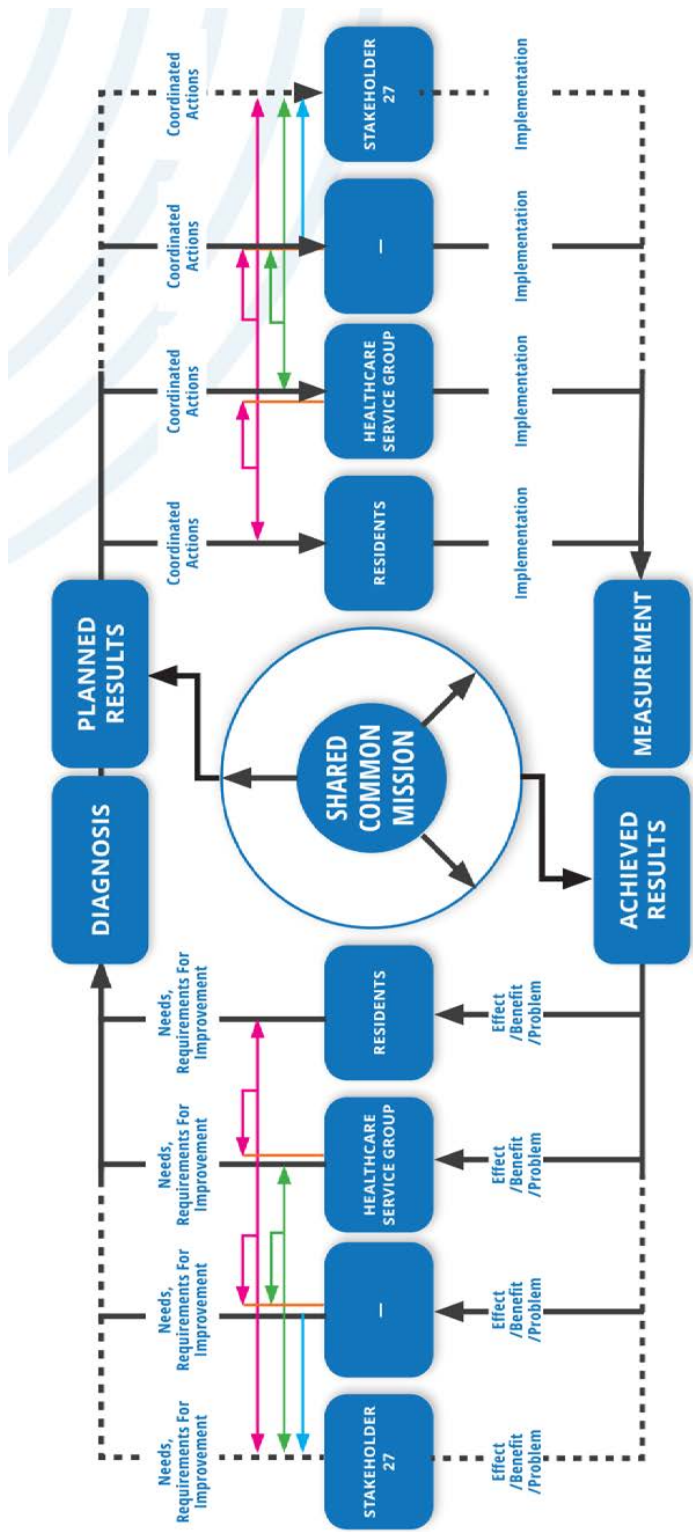 DIAGNOSIS
PLANNED
RESULTS
Needs,
Requirements For
Improvement
Needs,
Requirements For
Improvement
Needs,
Requirements For
Improvement
Needs,
Requirements For
Improvement
Coordinated
Actions
Coordinated
Actions
Coordinated
Actions
Coordinated
Actions
STAKEHOLDER
27
–
HEALTHCARE
SERVICE GROUP
RESIDENTS
SHARED
COMMON
MISSION
RESIDENTS
HEALTHCARE
SERVICE GROUP
–
STAKEHOLDER
27
Effect
/Benefit
/Problem
Effect
/Benefit
/Problem
Effect
/Benefit
/Problem
Effect
/Benefit
/Problem
Implementation
Implementation
Implementation
Implementation
ACHIEVED
RESULTS
MEASUREMENT